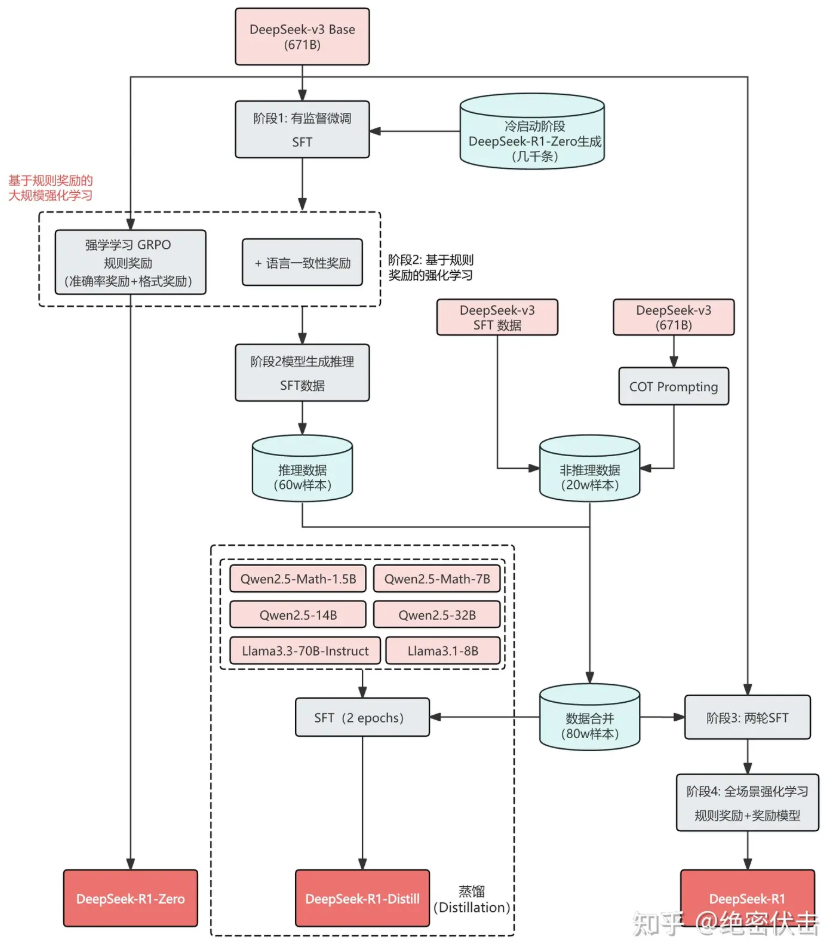 DeepSeek-v3 Base
(671B)
阶段1: 有监督微调
SFT
冷启动阶段
DeepSeek-R1-Zero生成
(几千条)
基于规则奖励的
大规模强化学习
强学学习 GRPO
规则奖励
(准确率奖励+格式奖励)
+ 语言一致性奖励
阶段2: 基于规则
奖励的强化学习
DeepSeek-v3
SFT 数据
DeepSeek-v3
(671B)
阶段2模型生成推理
SFT数据
COT Prompting
推理数据
(60w样本)
非推理数据
(20w样本)
Qwen2.5-Math-1.5B
Qwen2.5-Math-7B
Qwen2.5-14B
Qwen2.5-32B
Llama3.3-70B-Instruct
Llama3.1-8B
SFT (2 epochs)
数据合并
(80w样本)
阶段3: 两轮SFT
阶段4: 全场景强化学习
规则奖励+奖励模型
DeepSeek-R1-Zero
DeepSeek-R1-Distill
蒸馏
(Distillation)
DeepSeek-R1
知乎 @绝密伏击